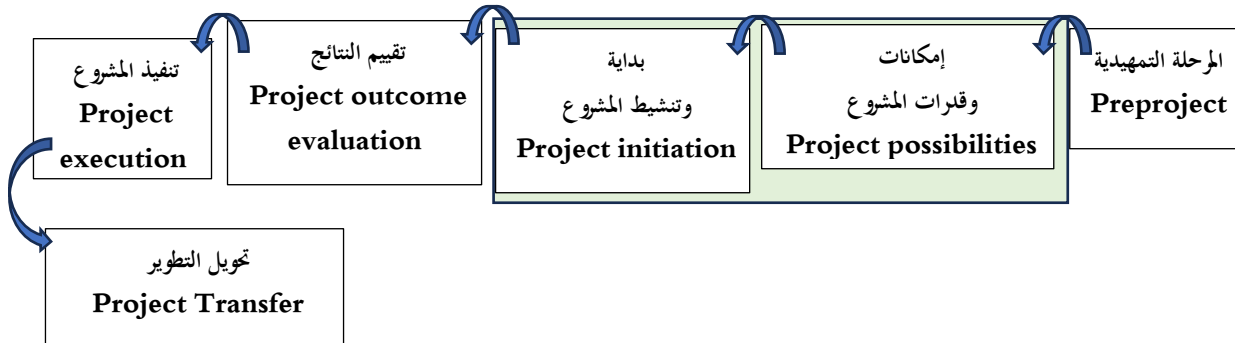 المرحلة التمهيدية
Preproject
إمكانات
وقدرات المشروع
Project possibilities
بداية
وتنشيط المشروع
Project initiation
تقييم النتائج
Project outcome
evaluation
تنفيذ المشروع
Project
execution
تحويل التطوير
Project Transfer